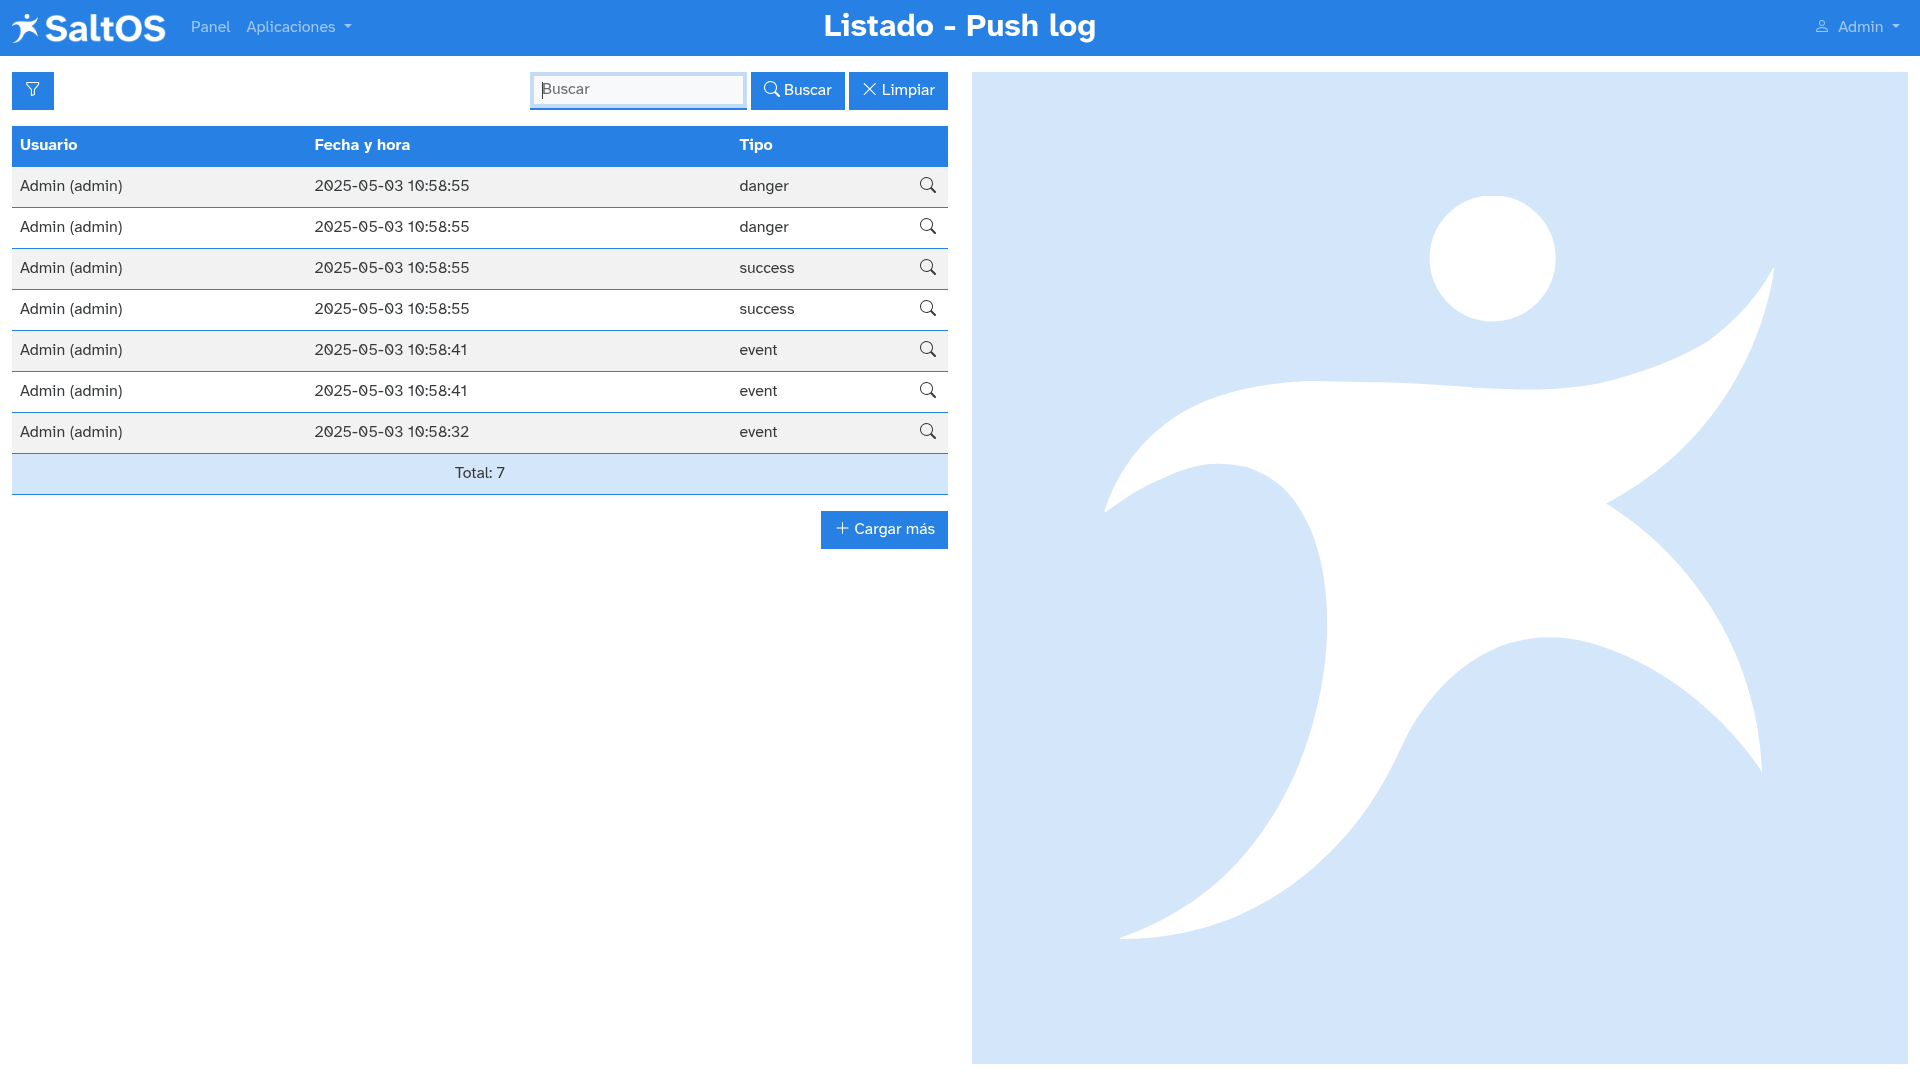 SaltOS Panel Aplicaciones Listado - Push log Admin
Buscar Buscar Limpiar
Usuario Fecha y hora Tipo
Admin (admin) 2025-05-03 10:58:55 danger
Admin (admin) 2025-05-03 10:58:55 danger
Admin (admin) 2025-05-03 10:58:55 success
Admin (admin) 2025-05-03 10:58:55 success
Admin (admin) 2025-05-03 10:58:41 event
Admin (admin) 2025-05-03 10:58:41 event
Admin (admin) 2025-05-03 10:58:32 event
Total: 7
Cargar más